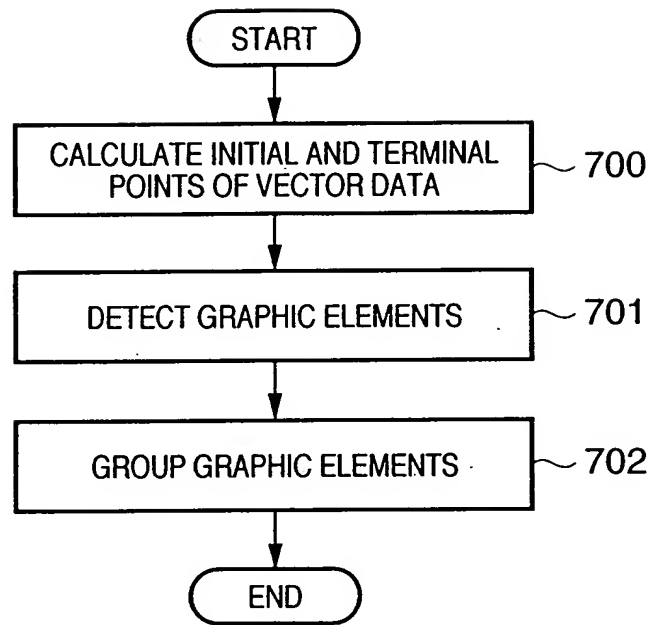 START
CALCULATE INITIAL AND TERMINAL
POINTS OF VECTOR DATA
700
DETECT GRAPHIC ELEMENTS
701
GROUP GRAPHIC ELEMENTS
702
END